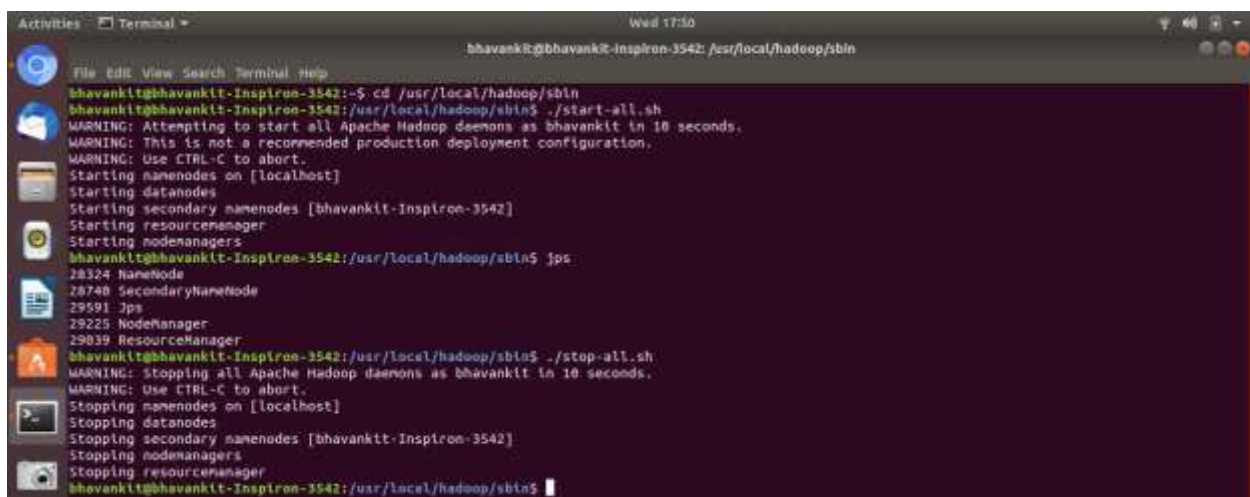 Activities Terminal Wed 17:50
bhavankit@bhavankit-Inspiron-3542: /usr/local/hadoop/sbin
File Edit View Search Terminal Help
bhavankit@bhavankit-Inspiron-3542:~$ cd /usr/local/hadoop/sbin
bhavankit@bhavankit-Inspiron-3542:/usr/local/hadoop/sbin$ ./start-all.sh
WARNING: Attempting to start all Apache Hadoop daemons as bhavankit in 10 seconds.
WARNING: This is not a recommended production deployment configuration.
WARNING: Use CTRL-C to abort.
Starting namenodes on [localhost]
Starting datanodes
Starting secondary namenodes [bhavankit-Inspiron-3542]
Starting resourcemanager
Starting nodemanagers
bhavankit@bhavankit-Inspiron-3542:/usr/local/hadoop/sbin$ jps
28324 NameNode
28740 SecondaryNameNode
29591 Jps
29225 NodeManager
29039 ResourceManager
bhavankit@bhavankit-Inspiron-3542:/usr/local/hadoop/sbin$ ./stop-all.sh
WARNING: Stopping all Apache Hadoop daemons as bhavankit in 10 seconds.
WARNING: Use CTRL-C to abort.
Stopping namenodes on [localhost]
Stopping datanodes
Stopping secondary namenodes [bhavankit-Inspiron-3542]
Stopping nodemanagers
Stopping resourcemanager
bhavankit@bhavankit-Inspiron-3542:/usr/local/hadoop/sbin$